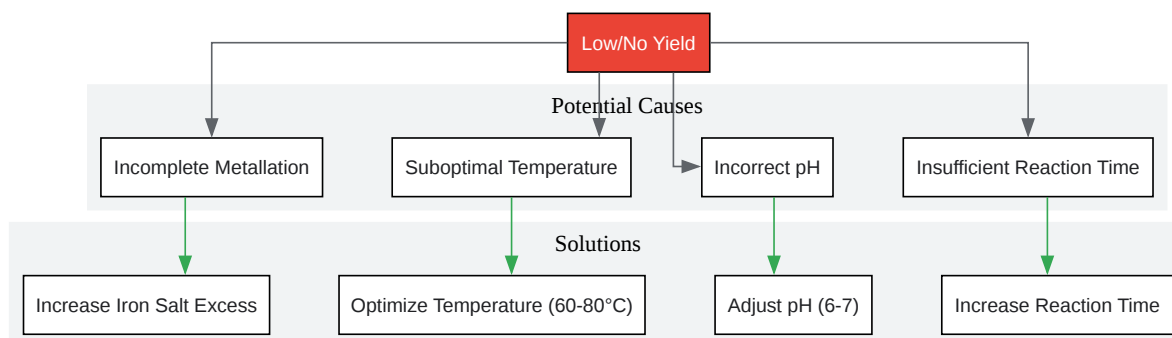 Low/No Yield
Potential Causes
Incomplete Metallation
Suboptimal Temperature
Incorrect pH
Insufficient Reaction Time
Solutions
Increase Iron Salt Excess
Optimize Temperature (60-80°C)
Adjust pH (6-7)
Increase Reaction Time